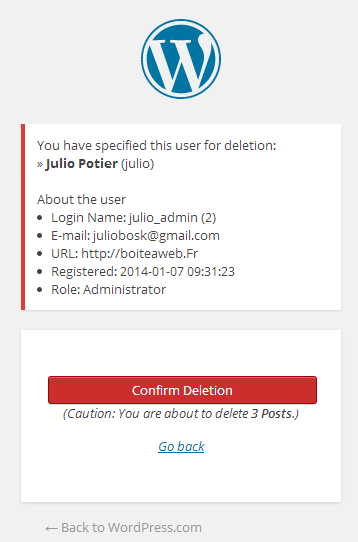 You have specified this user for deletion:
» Julio Potier (julio)
About the user
• Login Name: julio_admin (2)
• E-mail: juliobosk@gmail.com
• URL: http://boiteaweb.Fr
• Registered: 2014-01-07 09:31:23
• Role: Administrator
Confirm Deletion
(Caution: You are about to delete 3 Posts.)
Go back
← Back to WordPress.com